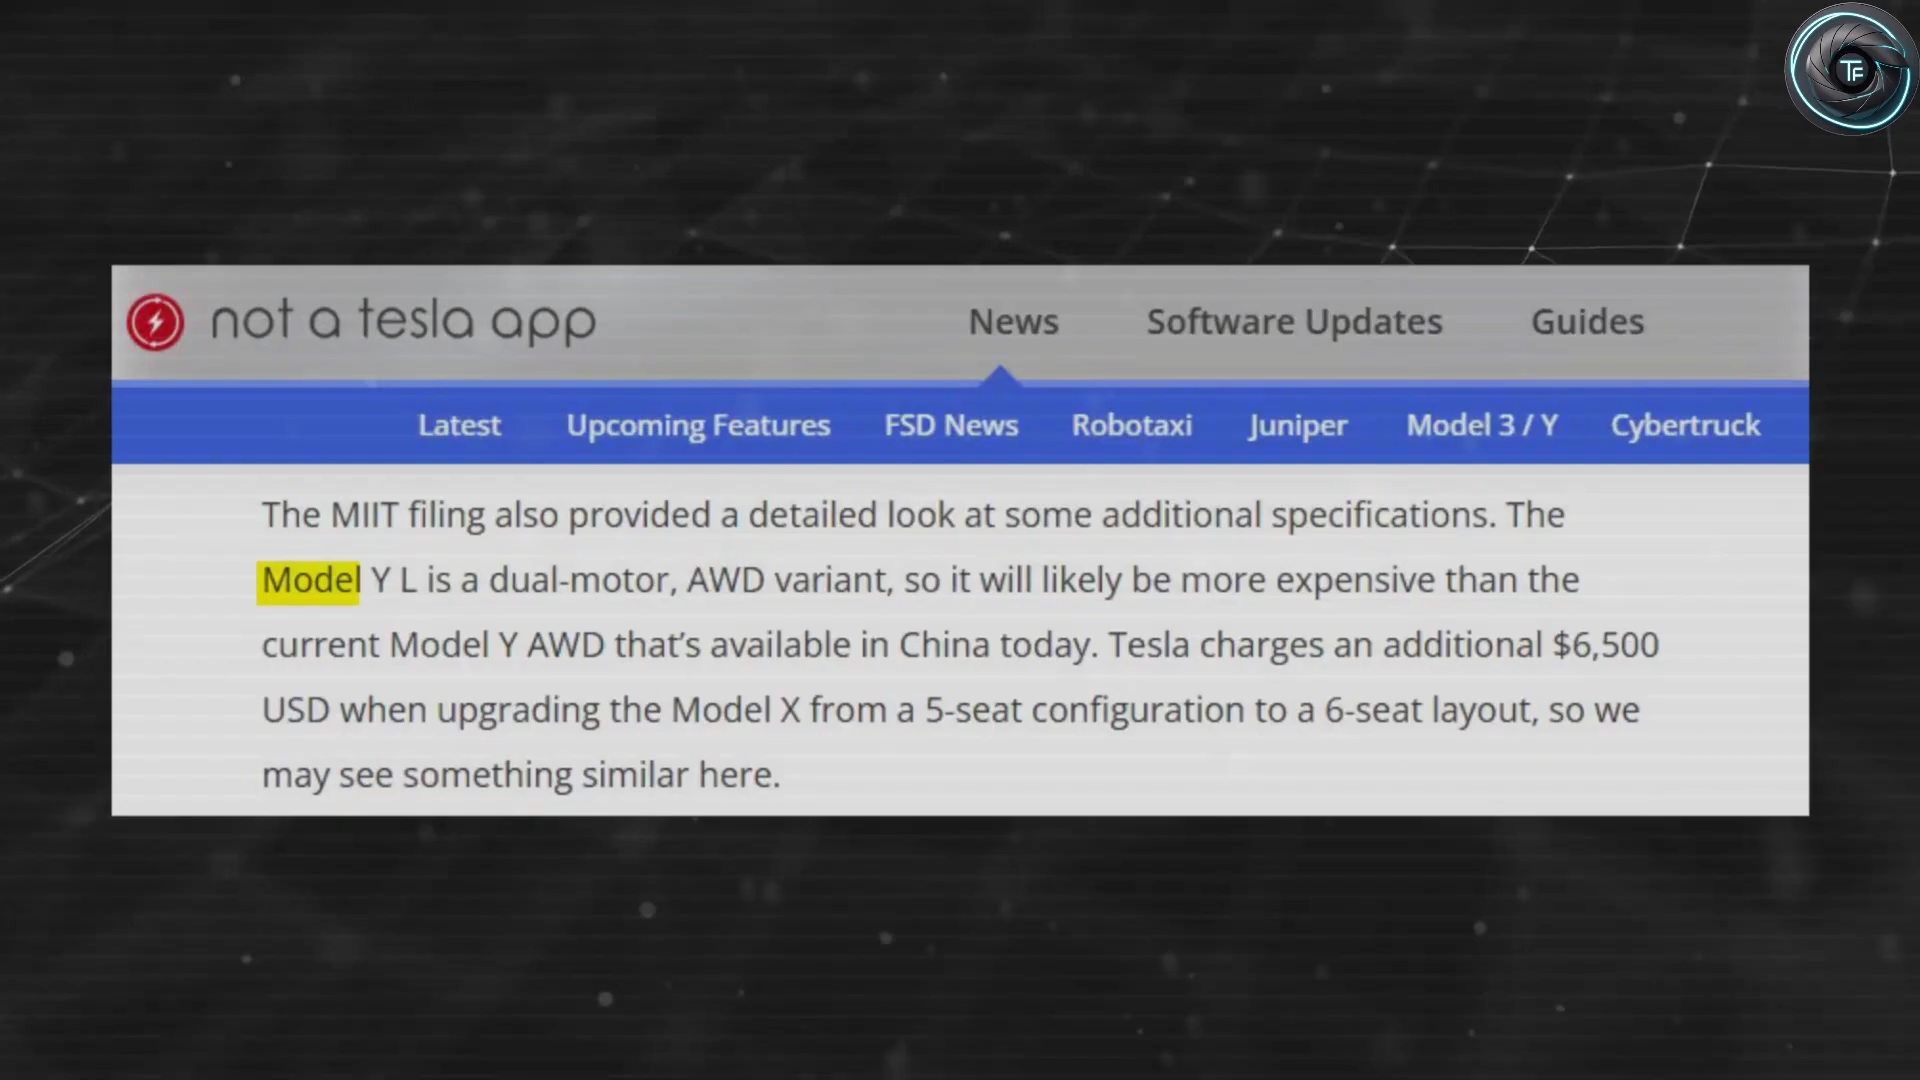 TF
not a tesla app
News Software Updates Guides
Latest Upcoming Features FSD News Robotaxi Juniper Model 3 / Y Cybertruck
The MIIT filing also provided a detailed look at some additional specifications. The
Model Y L is a dual-motor, AWD variant, so it will likely be more expensive than the
current Model Y AWD that’s available in China today. Tesla charges an additional $6,500
USD when upgrading the Model X from a 5-seat configuration to a 6-seat layout, so we
may see something similar here.